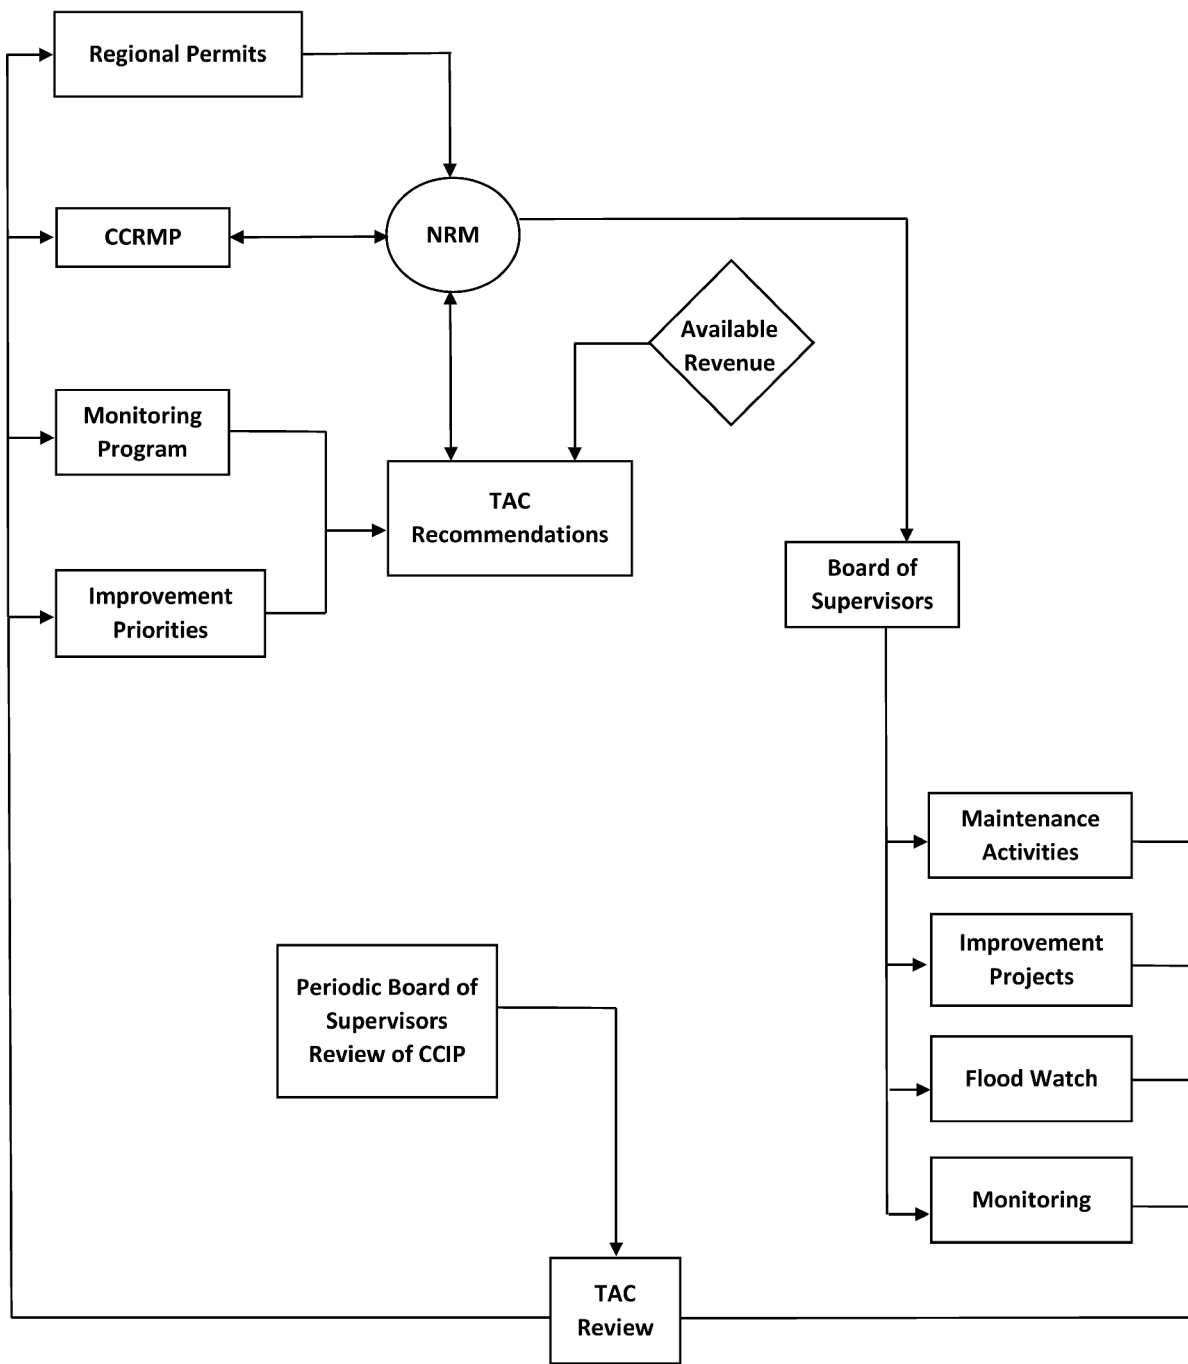 Regional Permits
CCRMP
NRM
Available
Revenue
Monitoring
Program
TAC
Recommendations
Improvement
Priorities
Board of
Supervisors
Maintenance
Activities
Improvement
Projects
Periodic Board of
Supervisors
Review of CCIP
Flood Watch
Monitoring
TAC
Review